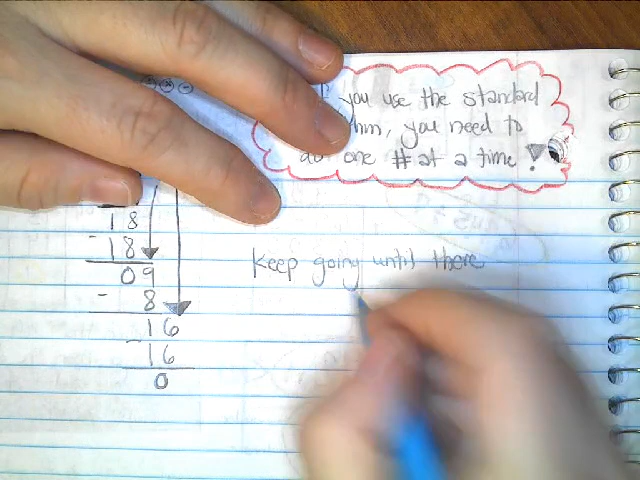 you use the standard
you need to
do one # at a time!
18
- 18
09
- 8
16
- 16
0
Keep going until there